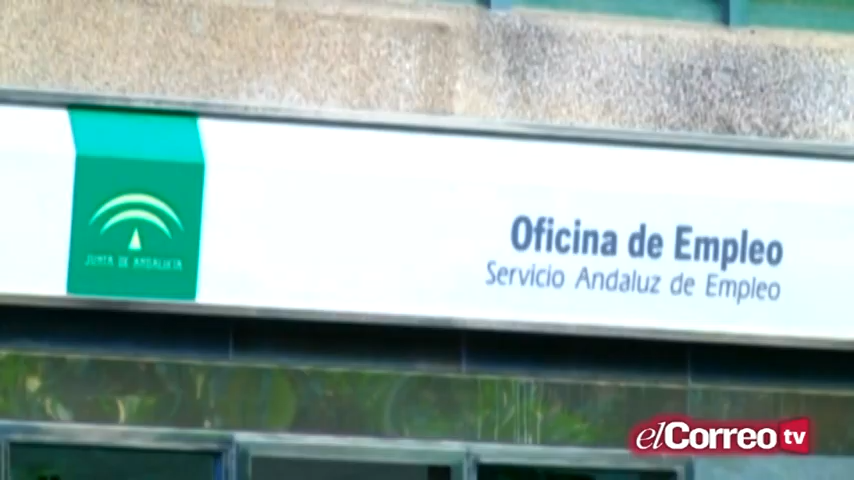 JUNTA DE ANDALUCIA
Oficina de Empleo
Servicio Andaluz de Empleo
elCorreo tv